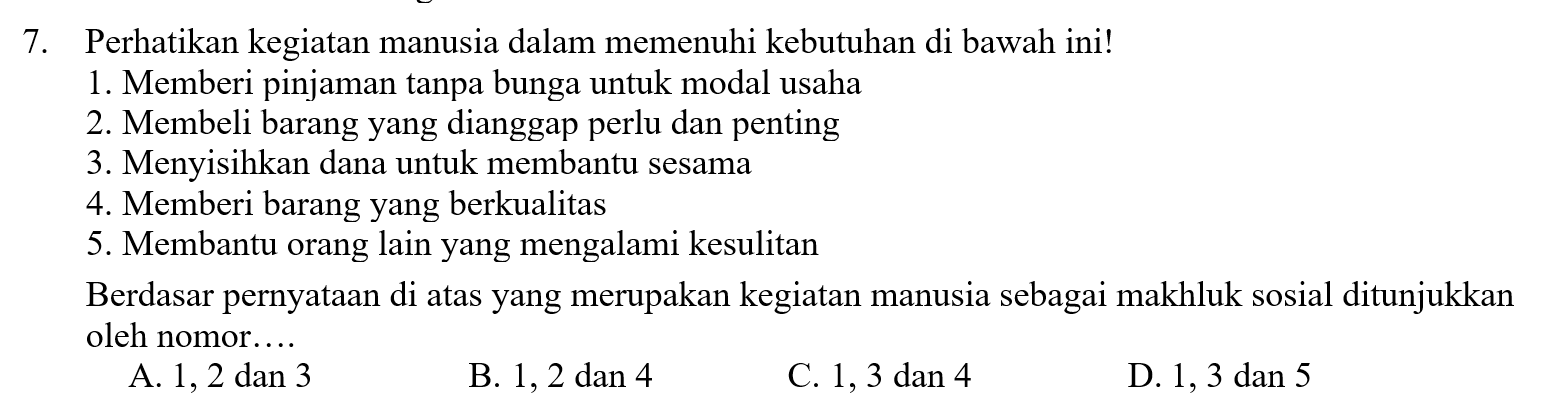 7. Perhatikan kegiatan manusia dalam memenuhi kebutuhan di bawah ini!
1. Memberi pinjaman tanpa bunga untuk modal usaha
2. Membeli barang yang dianggap perlu dan penting
3. Menyisihkan dana untuk membantu sesama
4. Memberi barang yang berkualitas
5. Membantu orang lain yang mengalami kesulitan
Berdasar pernyataan di atas yang merupakan kegiatan manusia sebagai makhluk sosial ditunjukkan
oleh nomor….
A. 1, 2 dan 3 B. 1, 2 dan 4 C. 1, 3 dan 4 D. 1, 3 dan 5